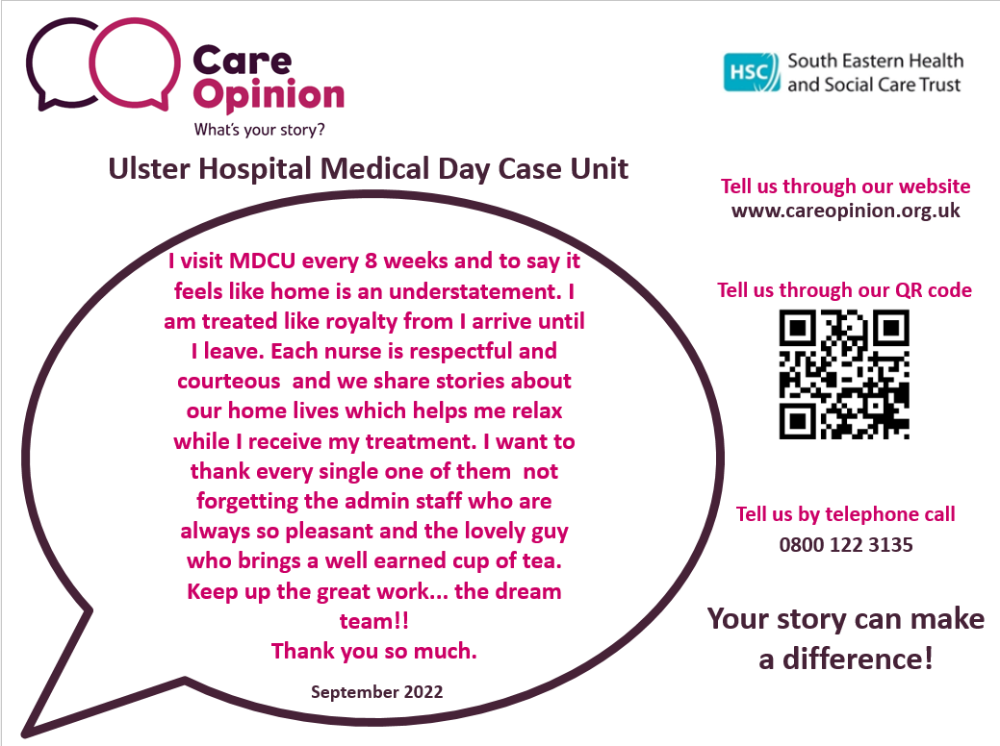 Care
Opinion
What's your story?
HSC
South Eastern Health
and Social Care Trust
Ulster Hospital Medical Day Case Unit
I visit MDCU every 8 weeks and to say it
feels like home is an understatement. I
am treated like royalty from I arrive until
I leave. Each nurse is respectful and
courteous  and we share stories about
our home lives which helps me relax
while I receive my treatment. I want to
thank every single one of them  not
forgetting the admin staff who are
always so pleasant and the lovely guy
who brings a well earned cup of tea.
Keep up the great work... the dream
team!!
Thank you so much.
September 2022
Tell us through our website
www.careopinion.org.uk
Tell us through our QR code
Tell us by telephone call
0800 122 3135
Your story can make
a difference!